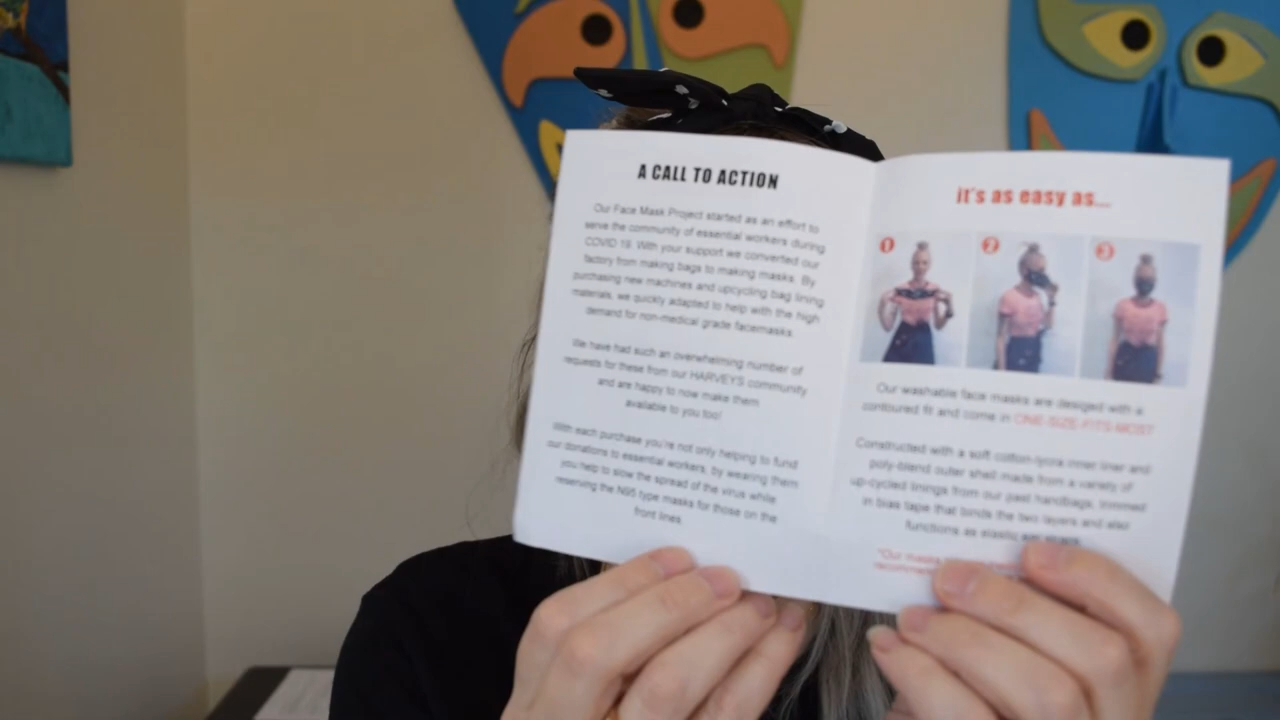 A CALL TO ACTION
Our Face Mask Project started as an effort to
serve the community of essential workers during
COVID 19. With your support we converted our
factory from making bags to making masks. By
purchasing new machines and upcycling bag lining
materials, we quickly adapted to help with the high
demand for non-medical grade facemasks.
We have had such an overwhelming number of
requests for these from our HARVEYS community
and are happy to now make them
available to you too!
With each purchase you're not only helping to fund
our donations to essential workers, by wearing them
you help to slow the spread of the virus while
reserving the N95 type masks for those on the
front lines.
it's as easy as...
1 2 3
Our washable face masks are desiged with a
contoured fit and come in ONE-SIZE-FITS-MOST
Constructed with a soft cotton-lycra inner liner and
poly-blend outer shell made from a variety of
up-cycled linings from our past handbags, trimmed
in bias tape that binds the two layers and also
functions as elastic ear straps.
*Our masks